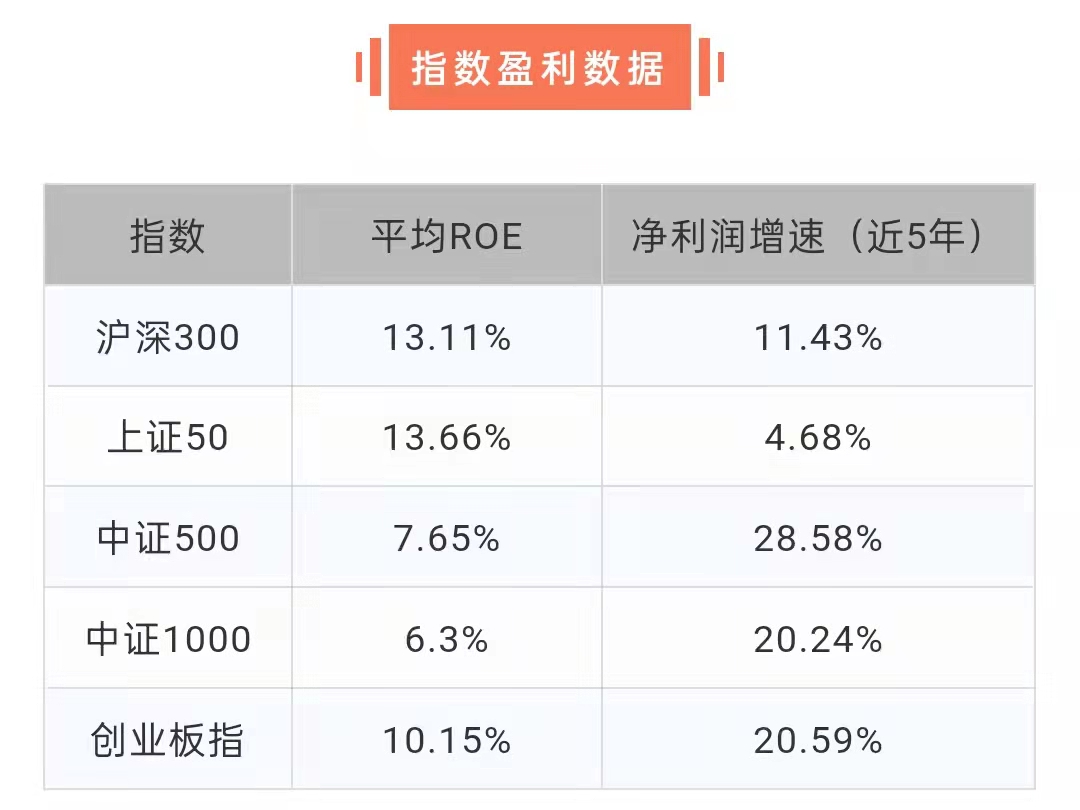 指数盈利数据
指数 平均ROE 净利润增速（近5年）
沪深300 13.11% 11.43%
上证50 13.66% 4.68%
中证500 7.65% 28.58%
中证1000 6.3% 20.24%
创业板指 10.15% 20.59%